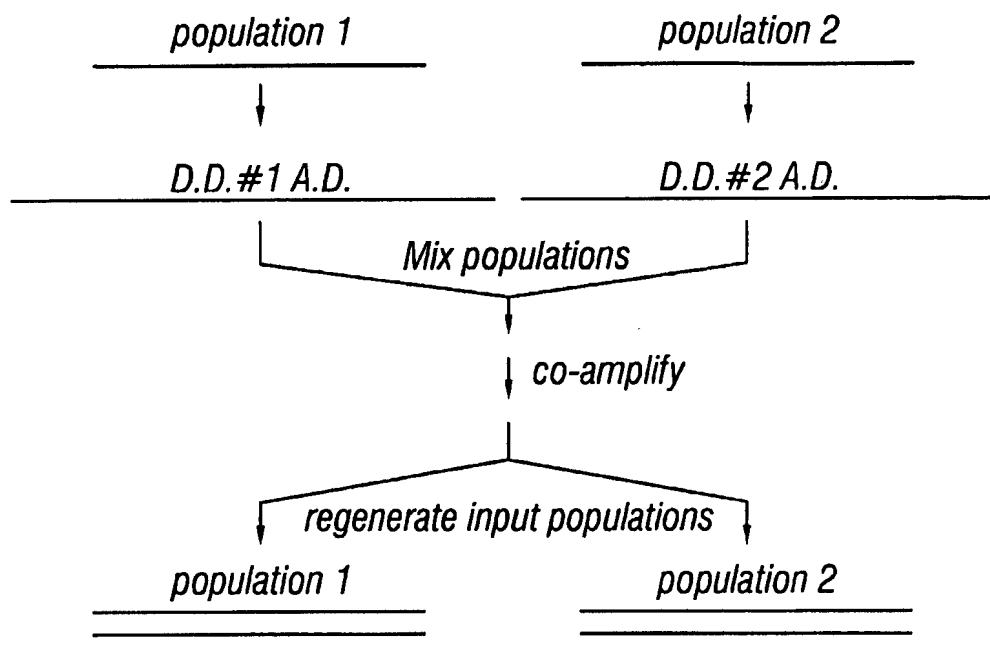 population 1
population 2
D.D.#1 A.D.
D.D.#2 A.D.
Mix populations
co-amplify
regenerate input populations
population 1
population 2